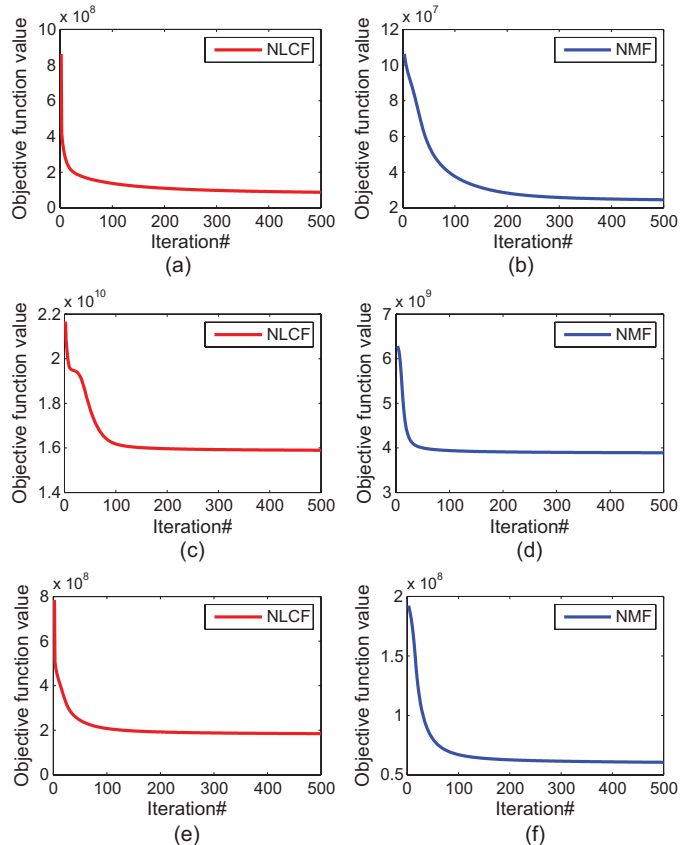 x 10^8
10
8
6
4
2
0
0 100 200 300 400 500
Objective function value
Iteration#
NLCF
(a)
x 10^7
12
10
8
6
4
2
0 100 200 300 400 500
Objective function value
Iteration#
NMF
(b)
x 10^10
2.2
2
1.8
1.6
1.4
0 100 200 300 400 500
Objective function value
Iteration#
NLCF
(c)
x 10^9
7
6
5
4
3
0 100 200 300 400 500
Objective function value
Iteration#
NMF
(d)
x 10^8
8
6
4
2
0
0 100 200 300 400 500
Objective function value
Iteration#
NLCF
(e)
x 10^8
2
1.5
1
0.5
0 100 200 300 400 500
Objective function value
Iteration#
NMF
(f)